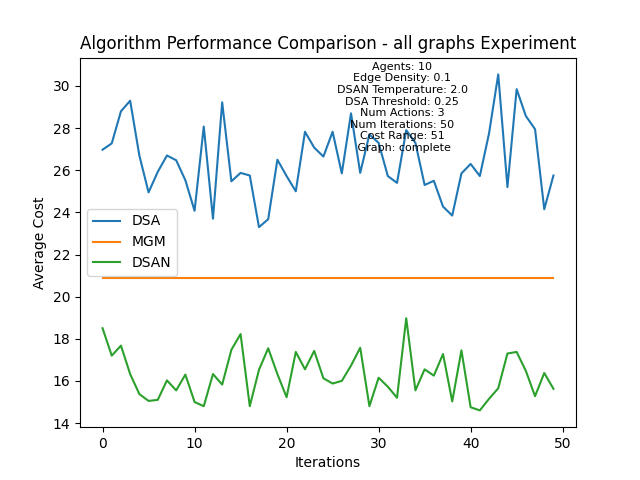 Algorithm Performance Comparison - all graphs Experiment
Agents: 10
Edge Density: 0.1
DSAN Temperature: 2.0
DSA Threshold: 0.25
Num Actions: 3
Num Iterations: 50
Cost Range: 51
Graph: complete
30
28
26
24
22
20
18
16
14
Average Cost
DSA
MGM
DSAN
0
10
20
30
40
50
Iterations